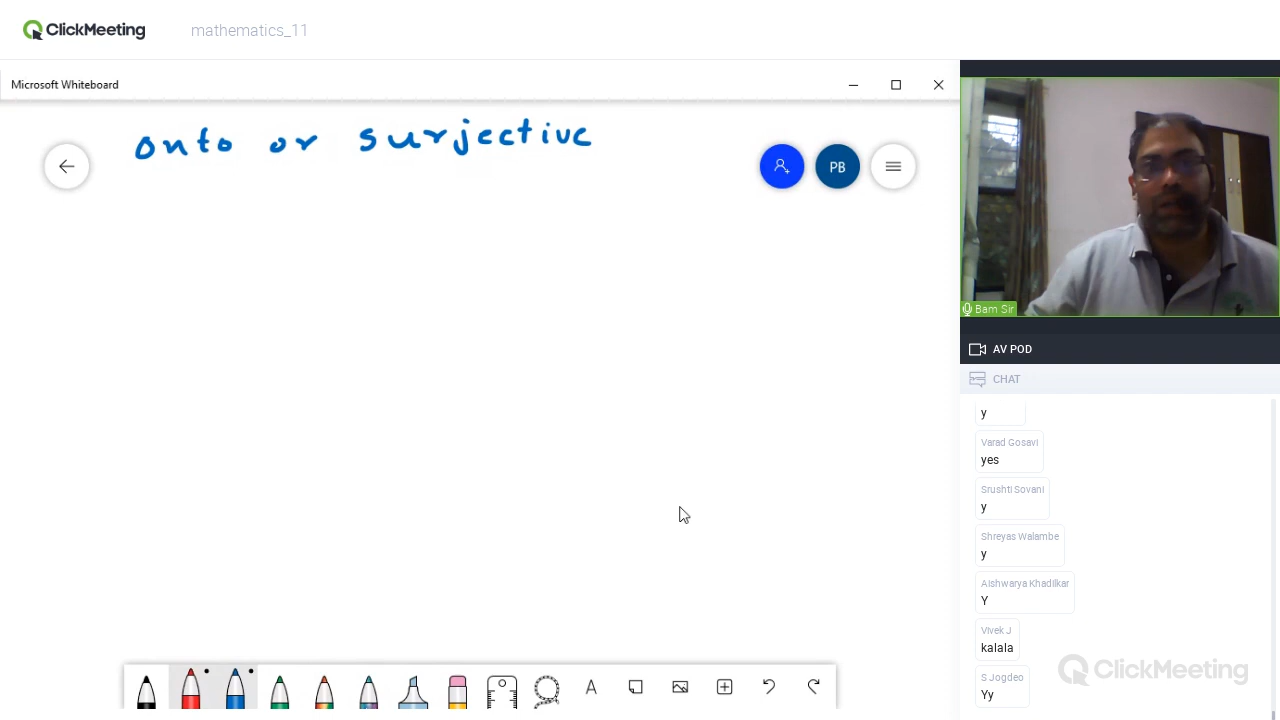 ClickMeeting
mathematics_11
Microsoft Whiteboard
onto or surjective
PB
Bam Sir
AV POD
CHAT
y
Varad Gosavi
yes
Srushti Sovani
y
Shreyas Walambe
y
Aishwarya Khadilkar
Y
Vivek J
kalala
S Jogdeo
Yy
ClickMeeting
A